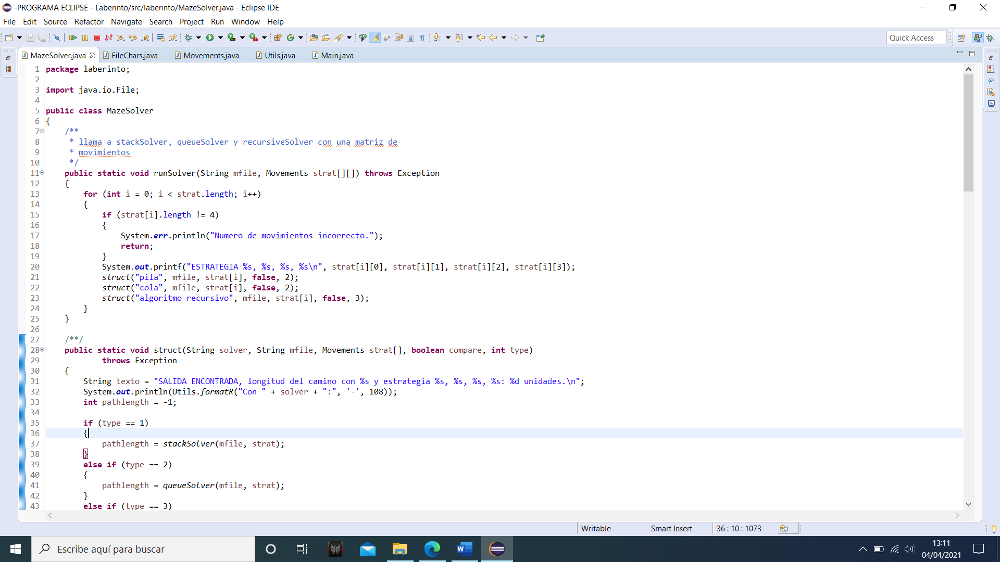 -PROGRAMA ECLIPSE - Laberinto/src/laberinto/MazeSolver.java - Eclipse IDE
File Edit Source Refactor Navigate Search Project Run Window Help
Quick Access
MazeSolver.java FileChars.java Movements.java Utils.java Main.java
1 package laberinto;
2
3 import java.io.File;
4
5 public class MazeSolver
6 {
7 /**
8 * llama a stackSolver, queueSolver y recursiveSolver con una matriz de
9 * movimientos
10 */
11 public static void runSolver(String mfile, Movements strat[][]) throws Exception
12 {
13 for (int i = 0; i < strat.length; i++)
14 {
15 if (strat[i].length != 4)
16 {
17 System.err.println("Numero de movimientos incorrecto.");
18 return;
19 }
20 System.out.printf("ESTRATEGIA %s, %s, %s, %s\n", strat[i][0], strat[i][1], strat[i][2], strat[i][3]);
21 struct("pila", mfile, strat[i], false, 2);
22 struct("cola", mfile, strat[i], false, 2);
23 struct("algoritmo recursivo", mfile, strat[i], false, 3);
24 }
25 }
26
27 /**/
28 public static void struct(String solver, String mfile, Movements strat[], boolean compare, int type)
29 throws Exception
30 {
31 String texto = "SALIDA ENCONTRADA, longitud del camino con %s y estrategia %s, %s, %s, %s: %d unidades.\n";
32 System.out.println(Utils.formatR("Con " + solver + ":", '-', 108));
33 int pathlength = -1;
34
35 if (type == 1)
36 {
37 pathlength = stackSolver(mfile, strat);
38 }
39 else if (type == 2)
40 {
41 pathlength = queueSolver(mfile, strat);
42 }
43 else if (type == 3)
Writable Smart Insert 36 : 10 : 1073
Escribe aquí para buscar
13:11
04/04/2021